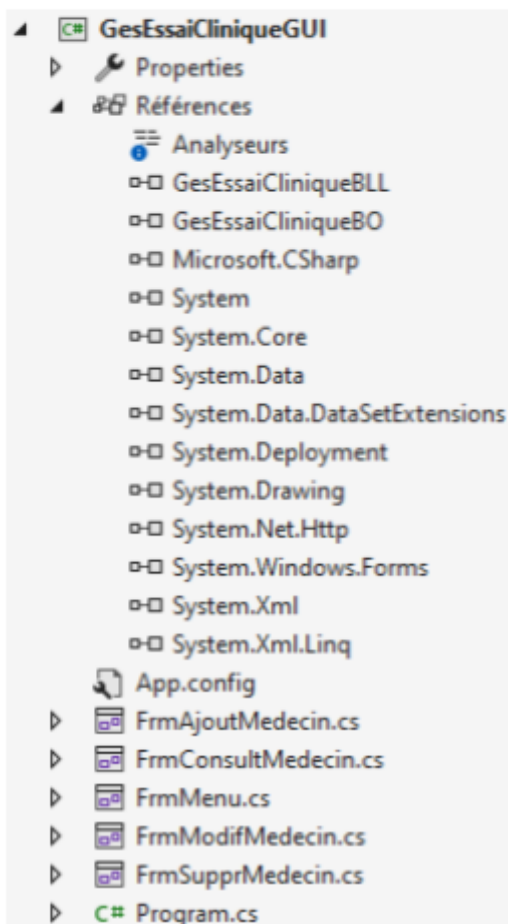 C# GesEssaiCliniqueGUI
Properties
Références
Analyseurs
GesEssaiCliniqueBLL
GesEssaiCliniqueBO
Microsoft.CSharp
System
System.Core
System.Data
System.Data.DataSetExtensions
System.Deployment
System.Drawing
System.Net.Http
System.Windows.Forms
System.Xml
System.Xml.Linq
App.config
FrmAjoutMedecin.cs
FrmConsultMedecin.cs
FrmMenu.cs
FrmModifMedecin.cs
FrmSupprMedecin.cs
C# Program.cs